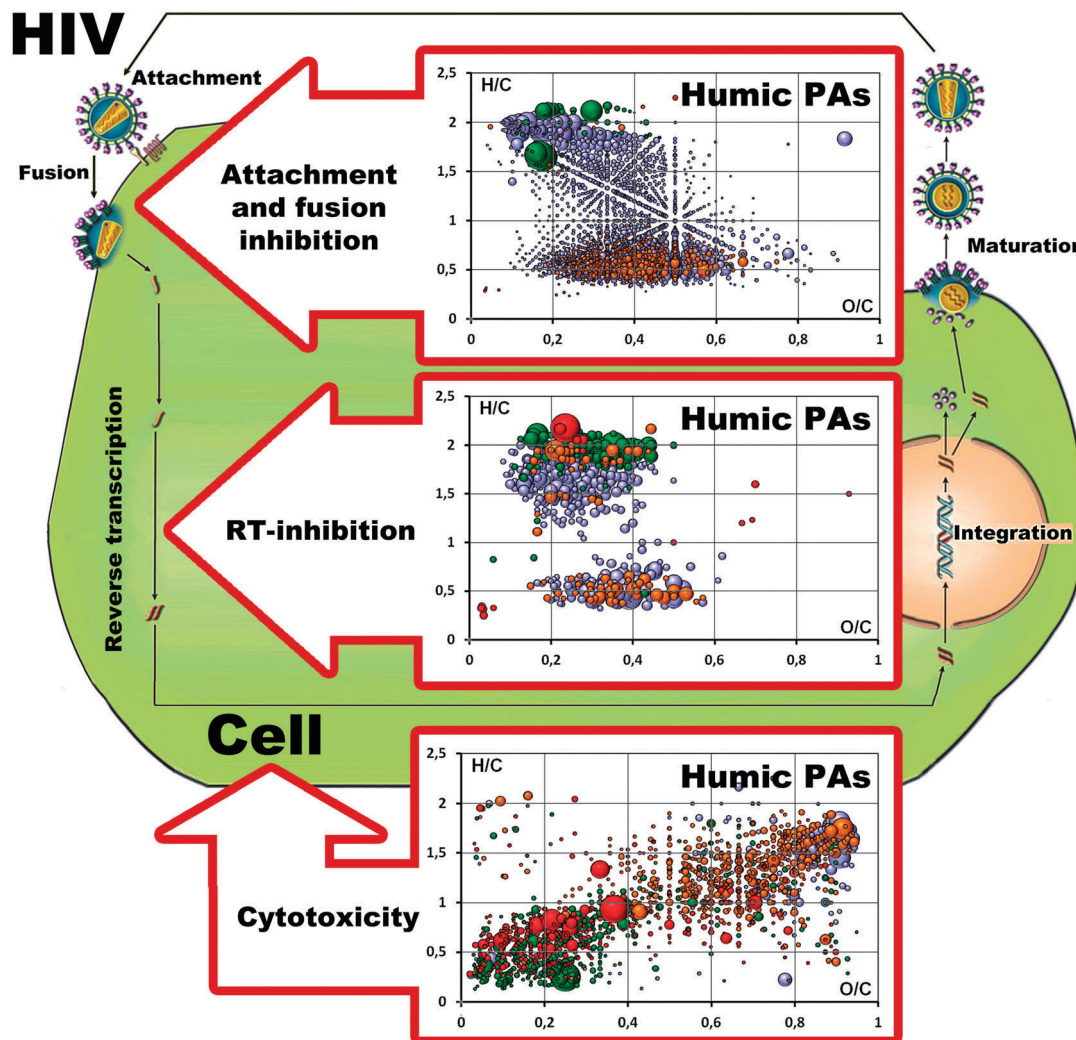 HIV
Attachment
Fusion
Reverse transcription
Attachment
and fusion
inhibition
H/C
Humic PAs
2,5
2
1,5
1
0,5
0
O/C
0
0,2
0,4
0,6
0,8
1
Maturation
RT-inhibition
H/C
Humic PAs
2,5
2
1,5
1
0,5
0
O/C
0
0,2
0,4
0,6
0,8
1
Integration
Cell
Cytotoxicity
H/C
Humic PAs
2,5
2
1,5
1
0,5
0
O/C
0
0,2
0,4
0,6
0,8
1